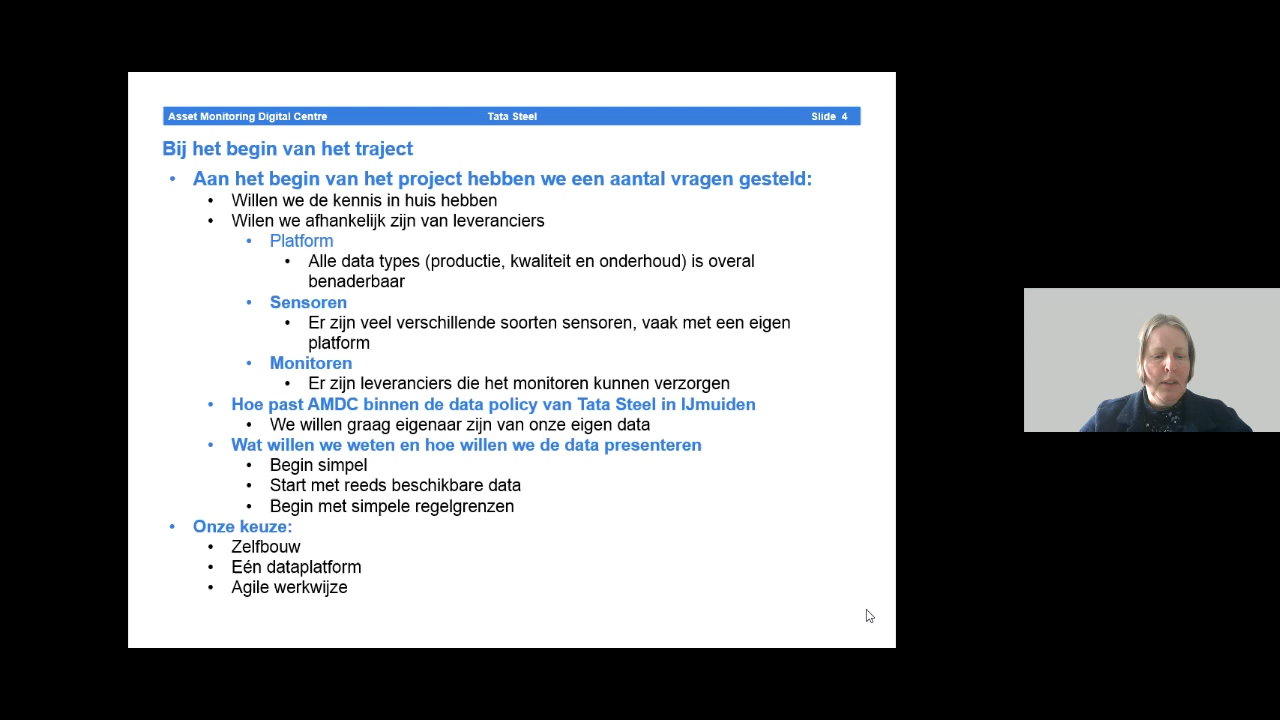 Asset Monitoring Digital Centre Tata Steel Slide 4
Bij het begin van het traject
• Aan het begin van het project hebben we een aantal vragen gesteld:
• Willen we de kennis in huis hebben
• Wilen we afhankelijk zijn van leveranciers
• Platform
• Alle data types (productie, kwaliteit en onderhoud) is overal
benaderbaar
• Sensoren
• Er zijn veel verschillende soorten sensoren, vaak met een eigen
platform
• Monitoren
• Er zijn leveranciers die het monitoren kunnen verzorgen
• Hoe past AMDC binnen de data policy van Tata Steel in IJmuiden
• We willen graag eigenaar zijn van onze eigen data
• Wat willen we weten en hoe willen we de data presenteren
• Begin simpel
• Start met reeds beschikbare data
• Begin met simpele regelgrenzen
• Onze keuze:
• Zelfbouw
• Eén dataplatform
• Agile werkwijze